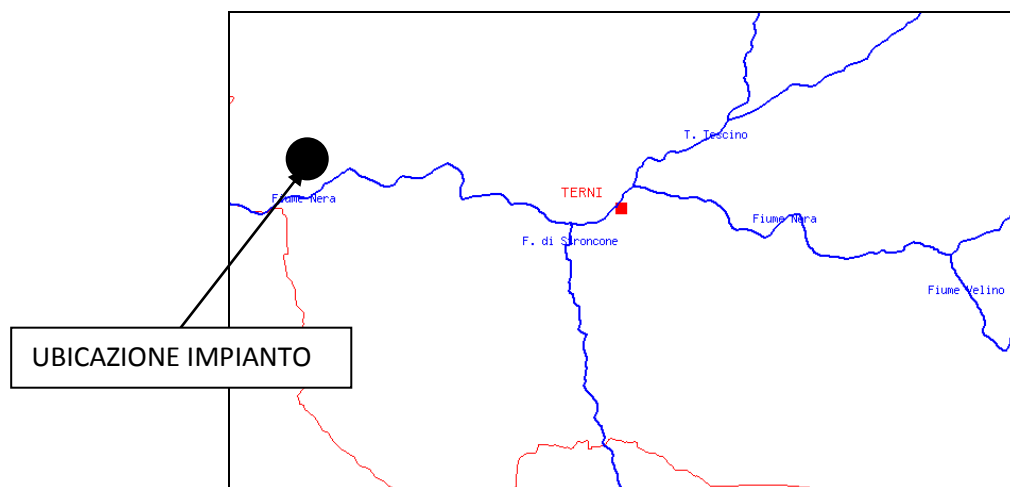 T. Tescino
TERNI
Fiume Nera
Fiume Nera
F. di Stroncone
Fiume Velino
UBICAZIONE IMPIANTO